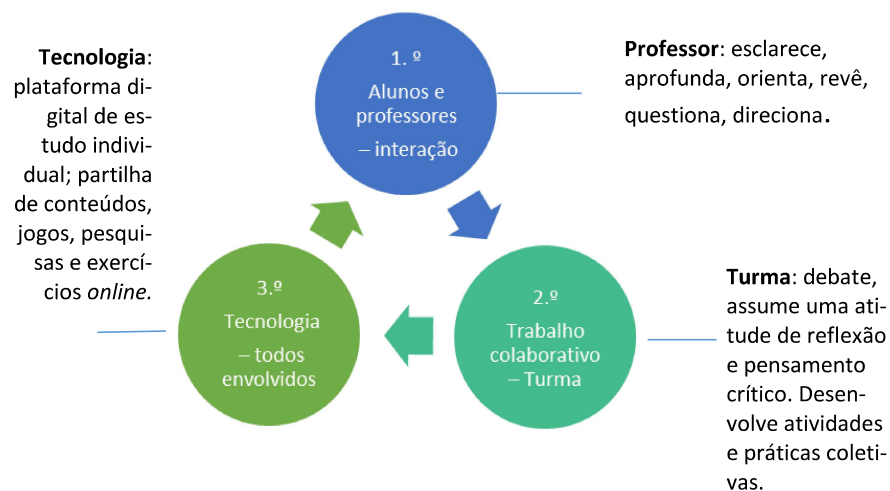 Tecnologia:
plataforma di-
gital de es-
tudo indivi-
dual; partilha
de conteúdos,
jogos, pesqui-
sas e exercí-
cios online.
1. º
Alunos e
professores
– interação
Professor: esclarece,
aprofunda, orienta, revê,
questiona, direciona.
3.º
Tecnologia
– todos
envolvidos
2.º
Trabalho
colaborativo
– Turma
Turma: debate,
assume uma ati-
tude de reflexão
e pensamento
crítico. Desen-
volve atividades
e práticas coleti-
vas.